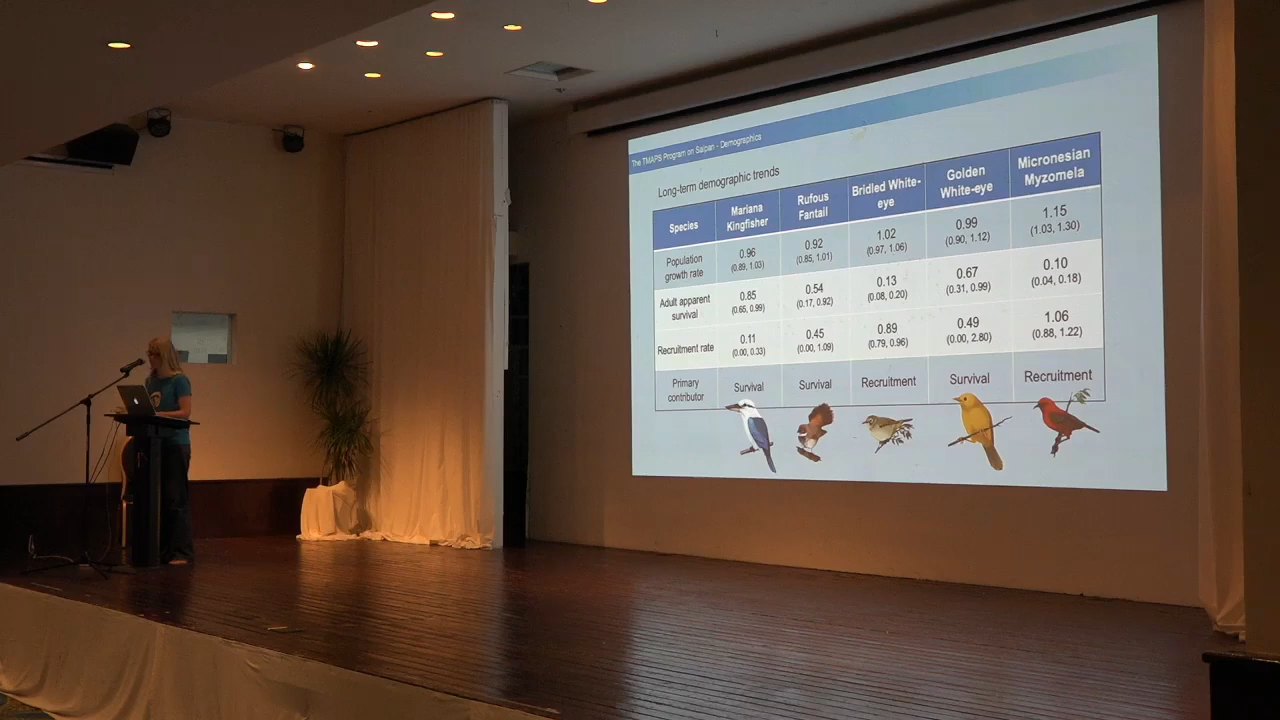 The TMAPS Program on Saipan - Demographics
Long-term demographic trends
Species Mariana Kingfisher Rufous Fantail Bridled White-eye Golden White-eye Micronesian Myzomela
Population growth rate 0.96 (0.89, 1.03) 0.92 (0.85, 1.01) 1.02 (0.97, 1.06) 0.99 (0.90, 1.12) 1.15 (1.03, 1.30)
Adult apparent survival 0.85 (0.65, 0.99) 0.54 (0.17, 0.92) 0.13 (0.08, 0.20) 0.67 (0.31, 0.99) 0.10 (0.04, 0.18)
Recruitment rate 0.11 (0.00, 0.33) 0.45 (0.00, 1.09) 0.89 (0.79, 0.96) 0.49 (0.00, 2.80) 1.06 (0.88, 1.22)
Primary contributor Survival Survival Recruitment Survival Recruitment